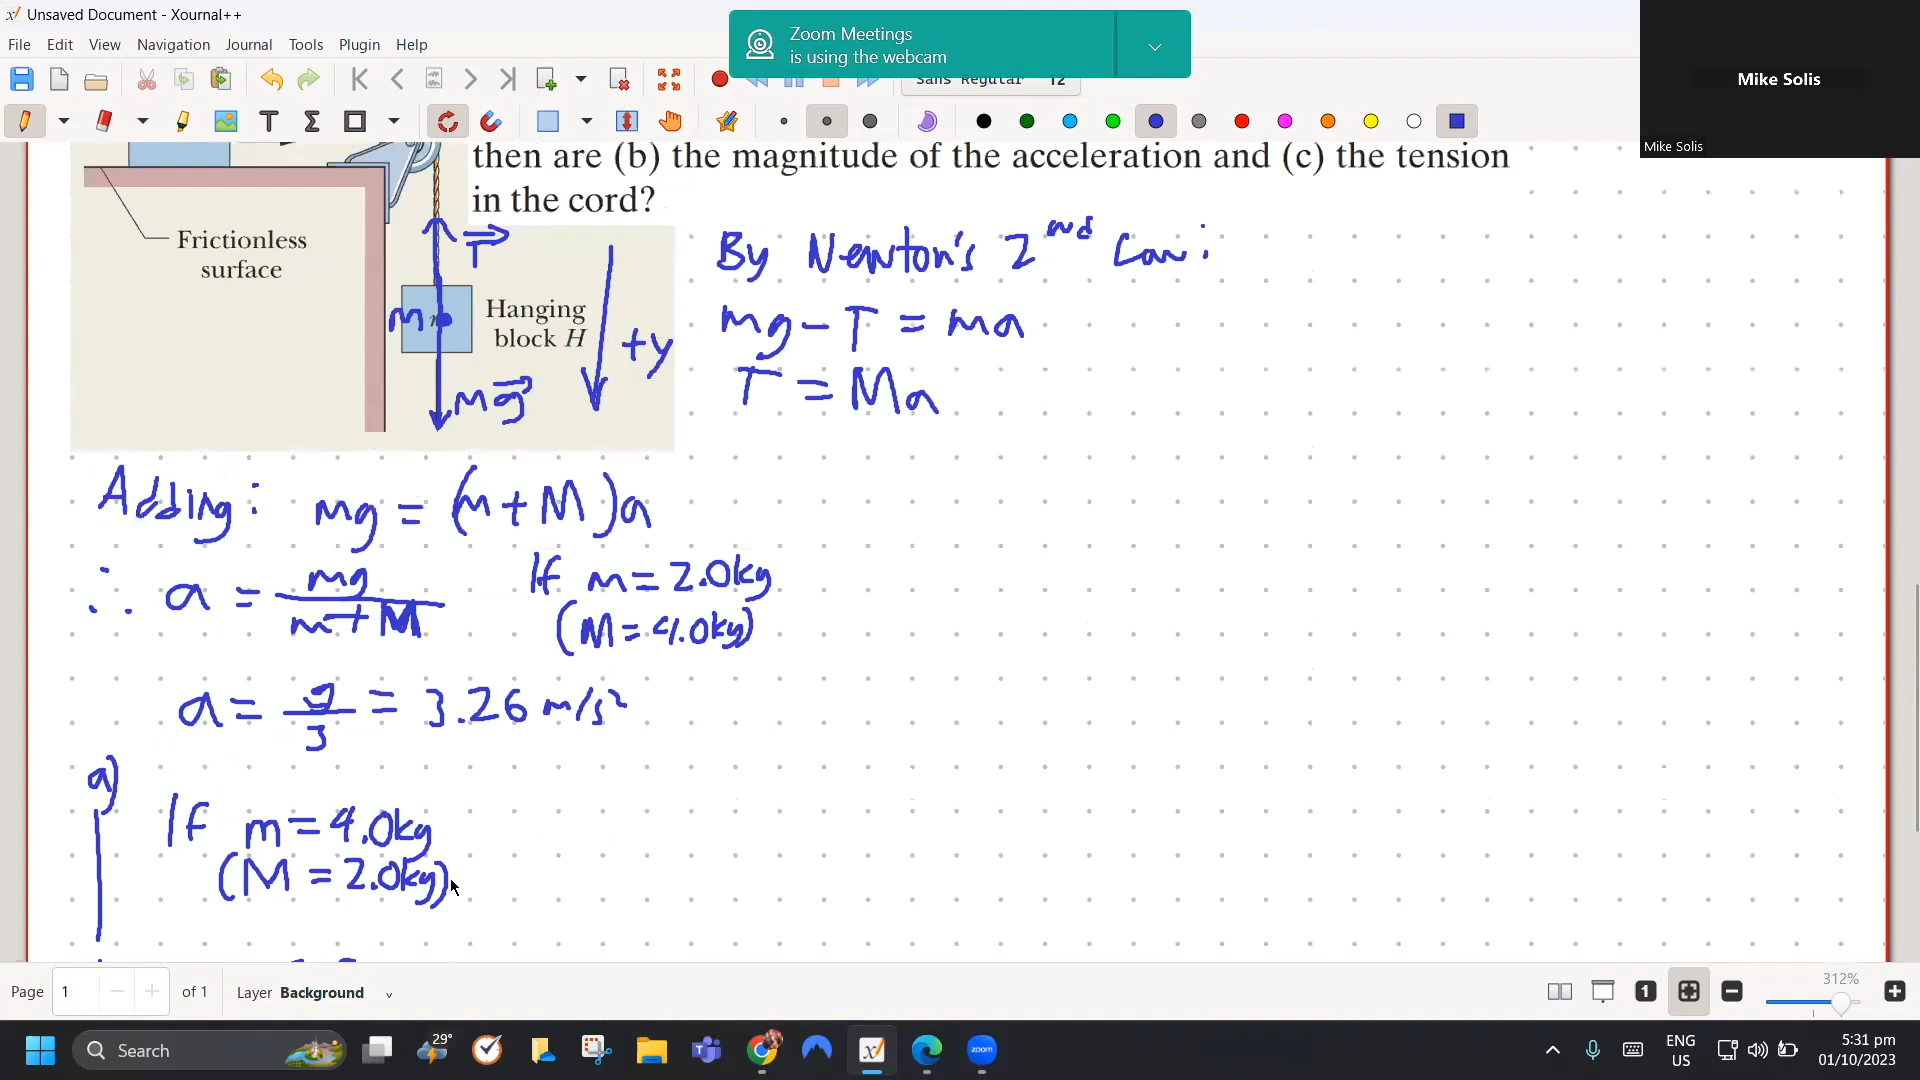 Unsaved Document - Xournal++
File Edit View Navigation Journal Tools Plugin Help
Zoom Meetings
is using the webcam
Sans Regular 12
Mike Solis
Mike Solis
then are (b) the magnitude of the acceleration and (c) the tension
in the cord?
Frictionless
surface
T
m
Hanging
block H
+y
mg
By Newton's 2nd Law:
mg - T = ma
T = Ma
Adding: mg = (m + M)a
∴ a = mg / m + M
If m = 2.0kg
(M = 4.0kg)
a = g / 3 = 3.26 m/s²
a)
If m = 4.0kg
(M = 2.0kg)
Page 1 of 1 Layer Background
312%
Search
29°
zoom
ENG
US
5:31 pm
01/10/2023